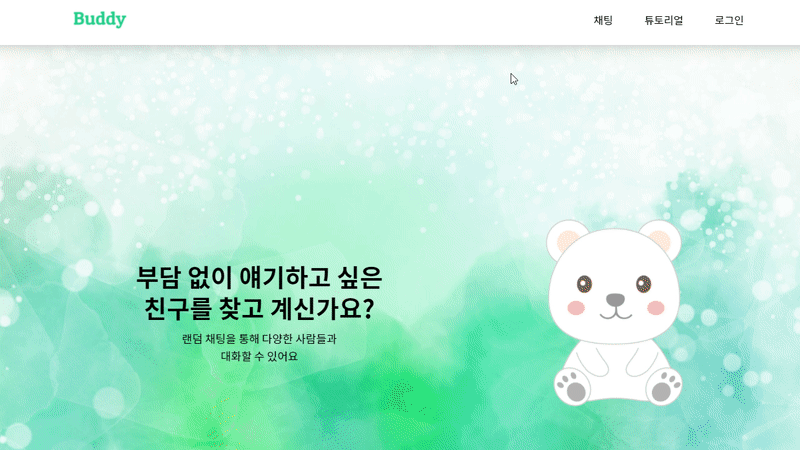 Buddy
채팅 튜토리얼 로그인
부담 없이 얘기하고 싶은
친구를 찾고 계신가요?
랜덤 채팅을 통해 다양한 사람들과
대화할 수 있어요